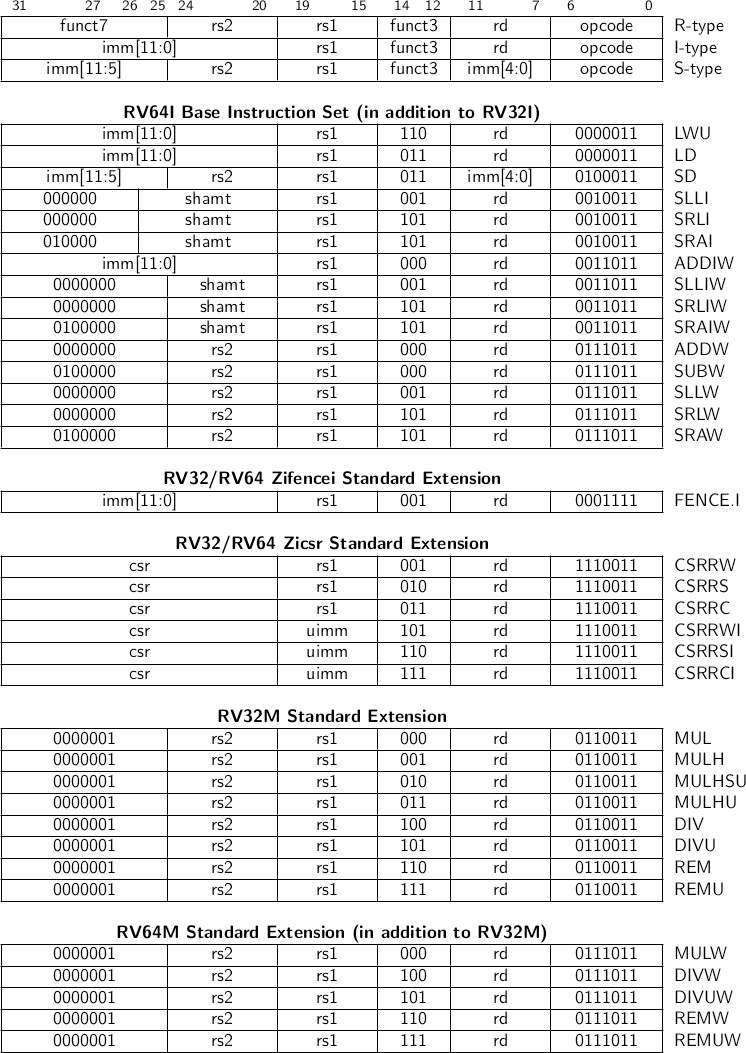 31 27 26 25 24 20 19 15 14 12 11 7 6 0
funct7 rs2 rs1 funct3 rd opcode R-type
imm[11:0] rs1 funct3 rd opcode I-type
imm[11:5] rs2 rs1 funct3 imm[4:0] opcode S-type
RV64I Base Instruction Set (in addition to RV32I)
imm[11:0] rs1 110 rd 0000011 LWU
imm[11:0] rs1 011 rd 0000011 LD
imm[11:5] rs2 rs1 011 imm[4:0] 0100011 SD
000000 shamt rs1 001 rd 0010011 SLLI
000000 shamt rs1 101 rd 0010011 SRLI
010000 shamt rs1 101 rd 0010011 SRAI
imm[11:0] rs1 000 rd 0011011 ADDIW
0000000 shamt rs1 001 rd 0011011 SLLIW
0000000 shamt rs1 101 rd 0011011 SRLIW
0100000 shamt rs1 101 rd 0011011 SRAIW
0000000 rs2 rs1 000 rd 0111011 ADDW
0100000 rs2 rs1 000 rd 0111011 SUBW
0000000 rs2 rs1 001 rd 0111011 SLLW
0000000 rs2 rs1 101 rd 0111011 SRLW
0100000 rs2 rs1 101 rd 0111011 SRAW
RV32/RV64 Zifencei Standard Extension
imm[11:0] rs1 001 rd 0001111 FENCE.I
RV32/RV64 Zicsr Standard Extension
csr rs1 001 rd 1110011 CSRRW
csr rs1 010 rd 1110011 CSRRS
csr rs1 011 rd 1110011 CSRRC
csr uimm 101 rd 1110011 CSRRWI
csr uimm 110 rd 1110011 CSRRSI
csr uimm 111 rd 1110011 CSRRCI
RV32M Standard Extension
0000001 rs2 rs1 000 rd 0110011 MUL
0000001 rs2 rs1 001 rd 0110011 MULH
0000001 rs2 rs1 010 rd 0110011 MULHSU
0000001 rs2 rs1 011 rd 0110011 MULHU
0000001 rs2 rs1 100 rd 0110011 DIV
0000001 rs2 rs1 101 rd 0110011 DIVU
0000001 rs2 rs1 110 rd 0110011 REM
0000001 rs2 rs1 111 rd 0110011 REMU
RV64M Standard Extension (in addition to RV32M)
0000001 rs2 rs1 000 rd 0111011 MULW
0000001 rs2 rs1 100 rd 0111011 DIVW
0000001 rs2 rs1 101 rd 0111011 DIVUW
0000001 rs2 rs1 110 rd 0111011 REMW
0000001 rs2 rs1 111 rd 0111011 REMUW